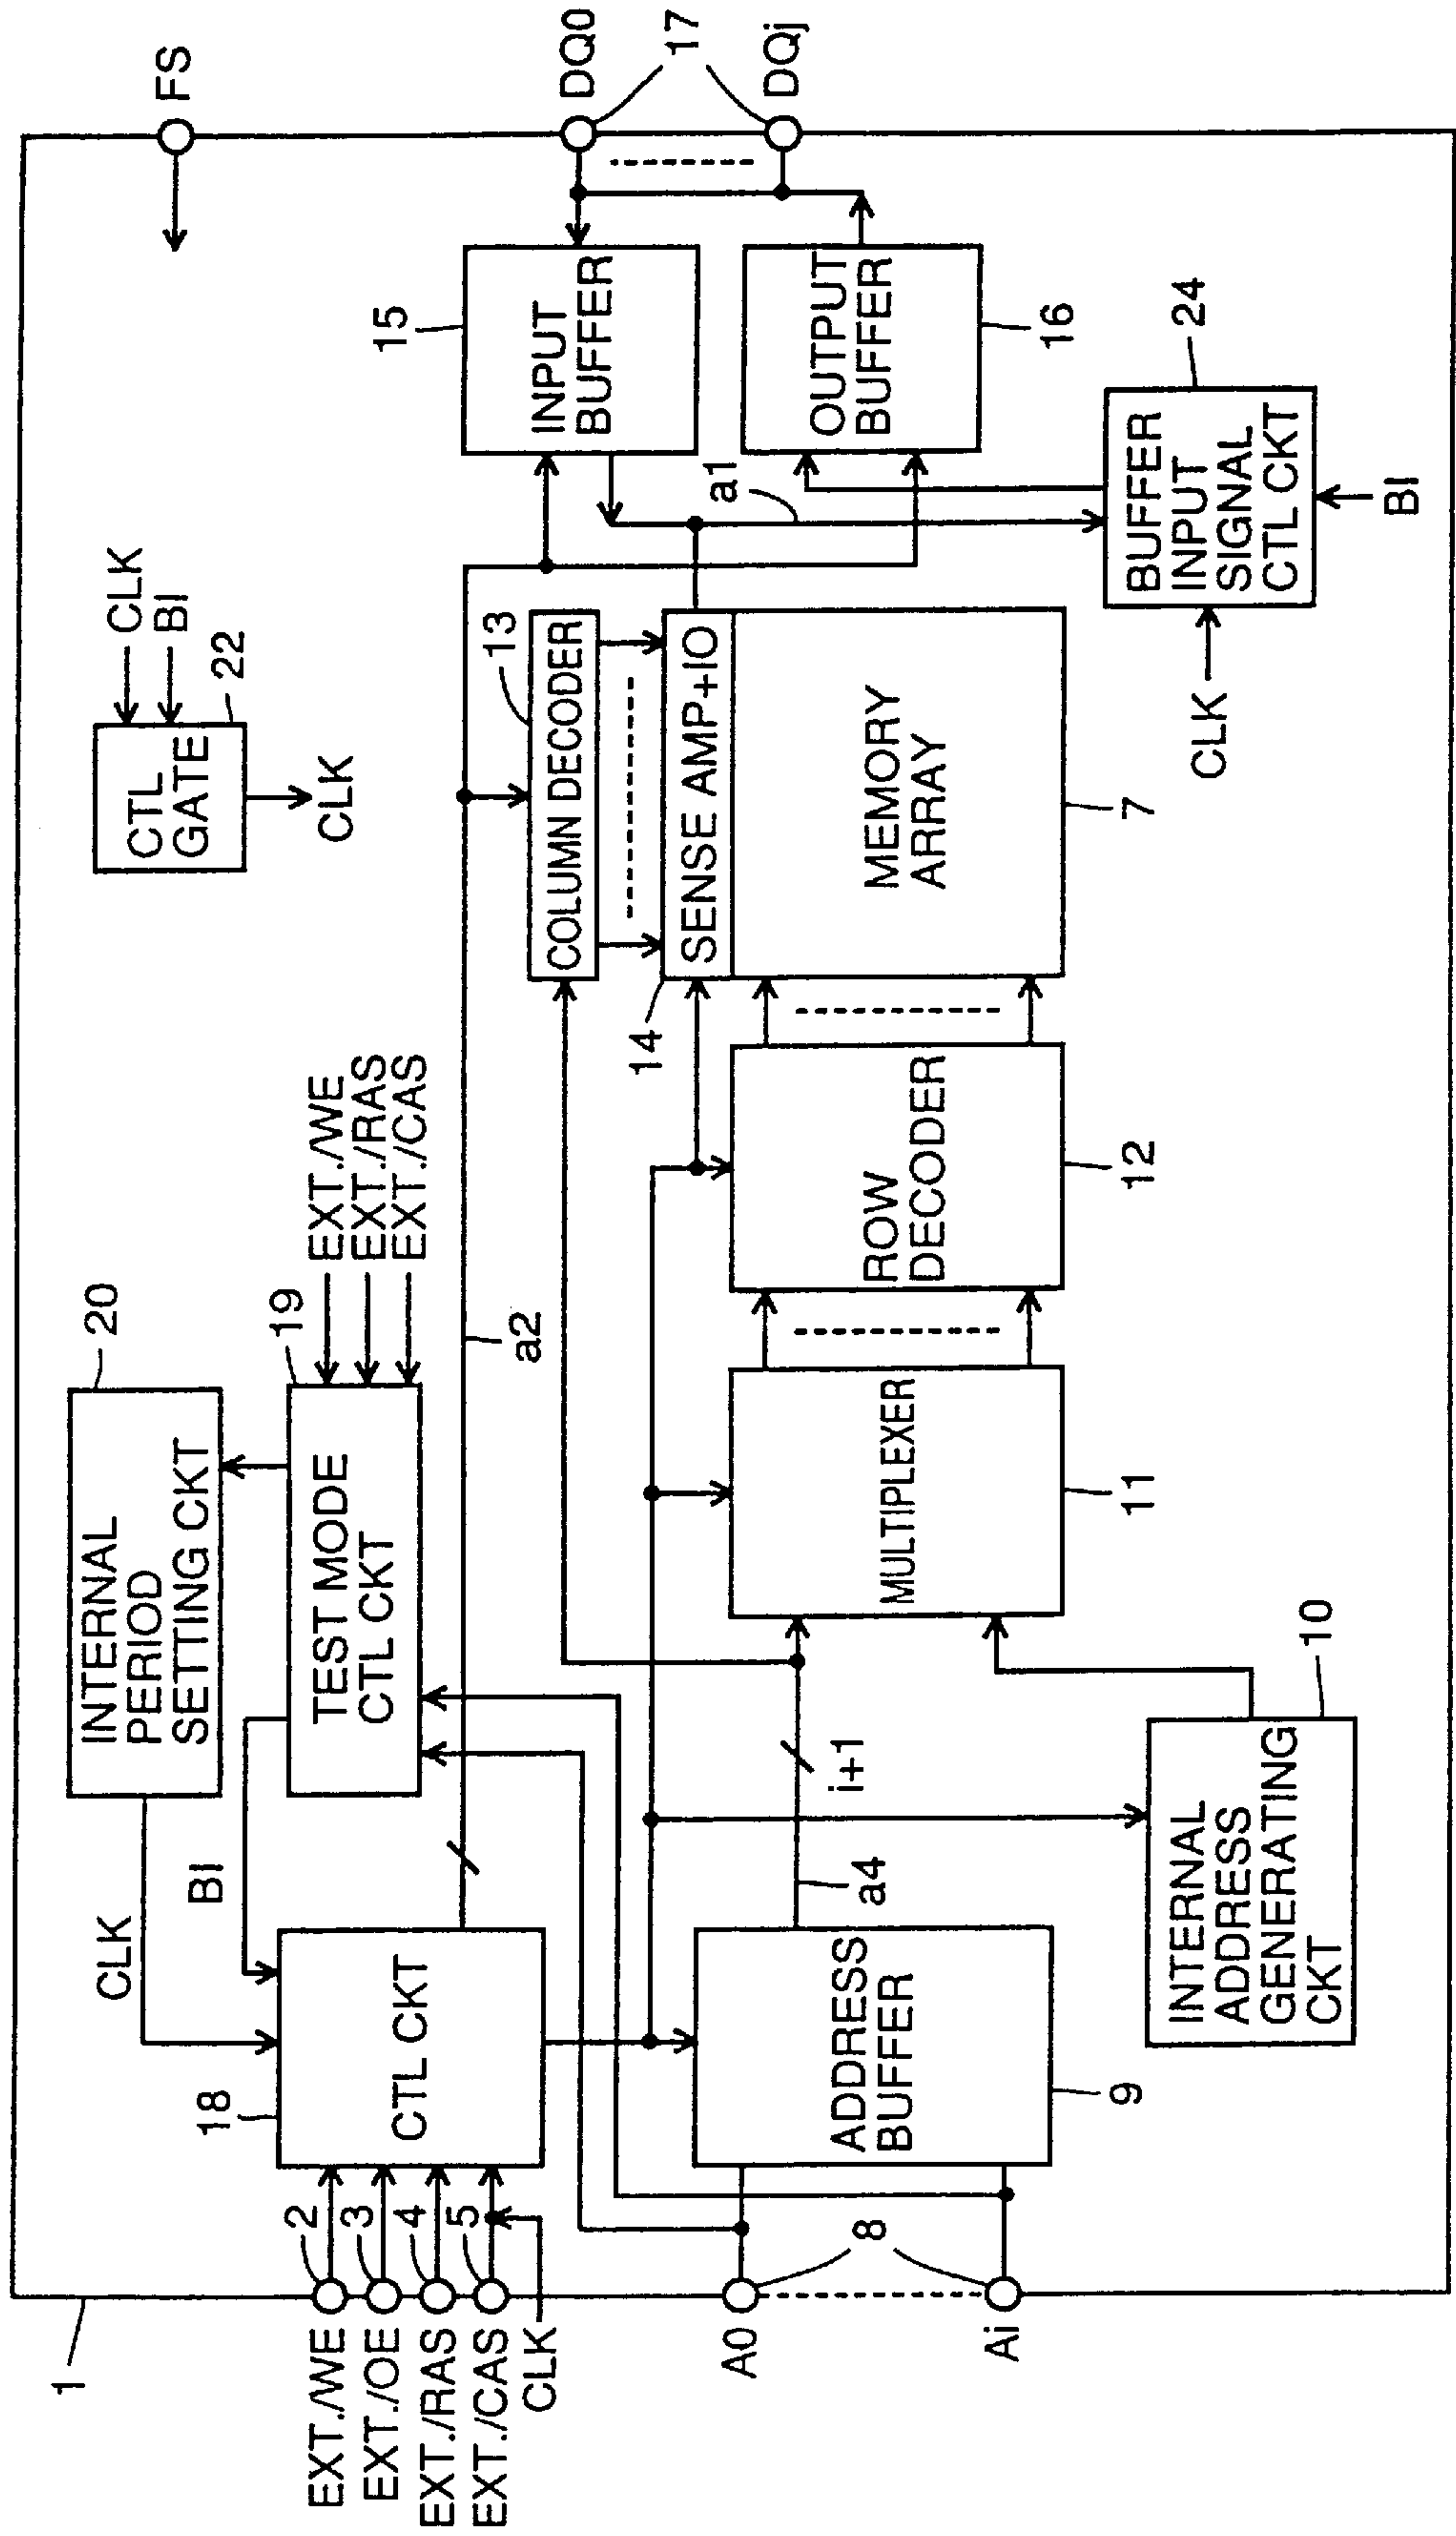 1
EXT./WE
EXT./OE
EXT./RAS
EXT./CAS
CLK
2
3
4
5
18
CTL CKT
CLK
BI
20
INTERNAL
PERIOD
SETTING CKT
19
TEST MODE
CTL CKT
EXT./WE
EXT./RAS
EXT./CAS
a2
CTL
GATE
22
CLK
BI
CLK
FS
A0
Ai
8
ADDRESS
BUFFER
9
a4
i+1
INTERNAL
ADDRESS
GENERATING
CKT
10
MULTIPLEXER
11
ROW
DECODER
12
13
COLUMN DECODER
14
SENSE AMP+IO
MEMORY
ARRAY
7
15
INPUT
BUFFER
a1
OUTPUT
BUFFER
16
DQ0
17
DQj
BUFFER
INPUT
SIGNAL
CTL CKT
24
CLK
BI